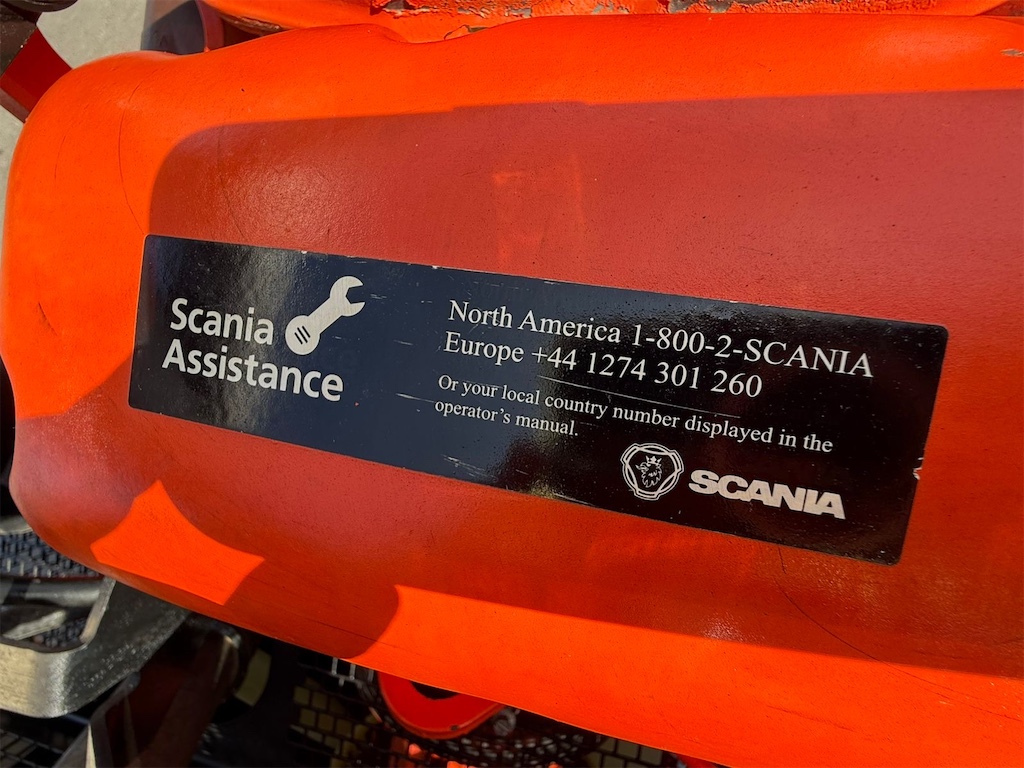 Scania
Assistance
North America 1-800-2-SCANIA
Europe +44 1274 301 260
Or your local country number displayed in the
operator's manual.
SCANIA